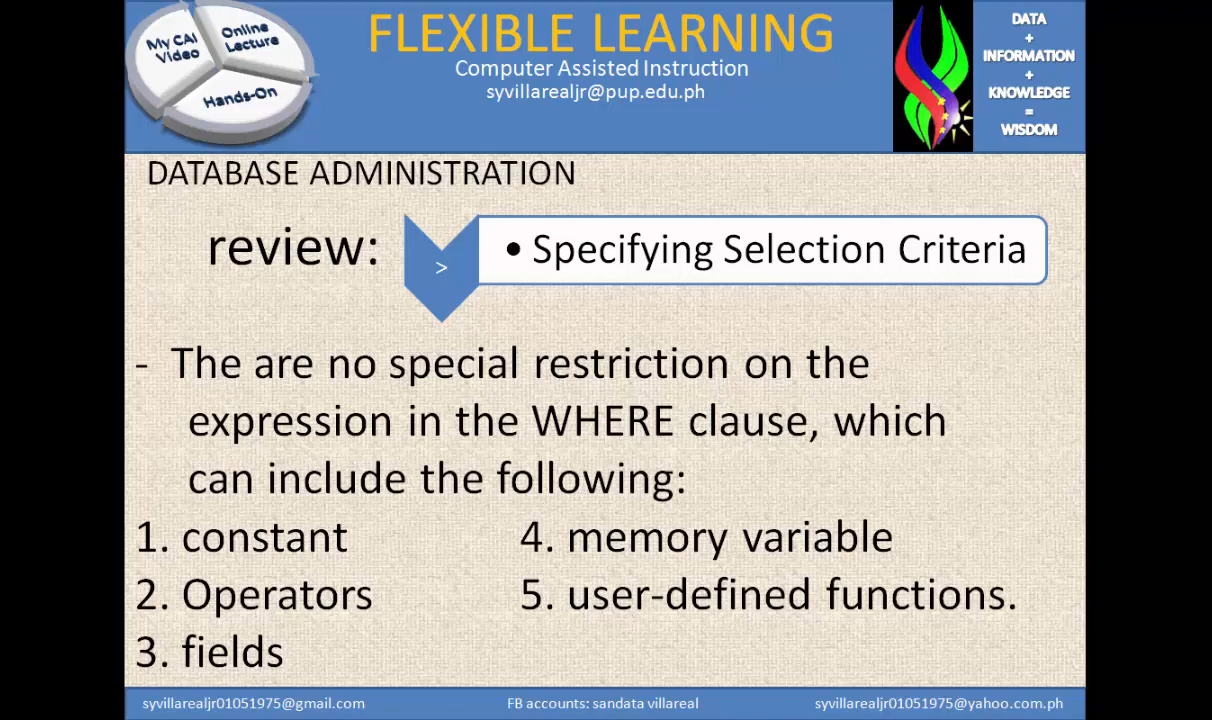 My CAI
Video
Online
Lecture
Hands-On
FLEXIBLE LEARNING
Computer Assisted Instruction
syvillarealjr@pup.edu.ph
DATA
+
INFORMATION
+
KNOWLEDGE
=
WISDOM
DATABASE ADMINISTRATION
review:
>
• Specifying Selection Criteria
- The are no special restriction on the
expression in the WHERE clause, which
can include the following:
1. constant
2. Operators
3. fields
4. memory variable
5. user-defined functions.
syvillarealjr01051975@gmail.com
FB accounts: sandata villareal
syvillarealjr01051975@yahoo.com.ph